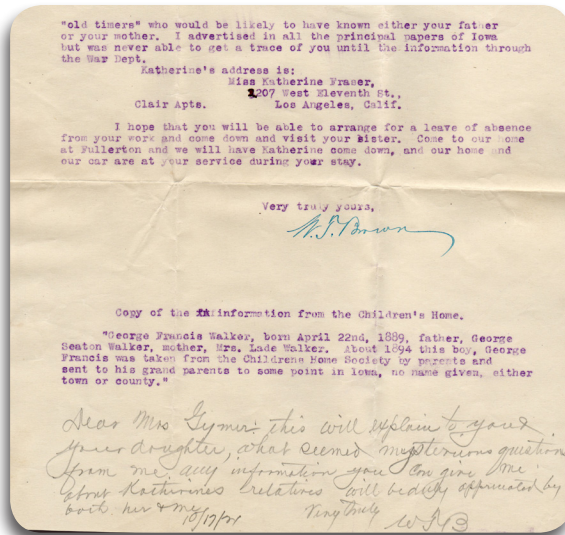 "old timers" who would be likely to have known either your father
or your mother. I advertised in all the principal papers of Iowa
but was never able to get a trace of you until the information through
the War Dept.
Katherine's address is:
Miss Katherine Fraser,
1207 West Eleventh St.,
Clair Apts. Los Angeles, Calif.
I hope that you will be able to arrange for a leave of absence
from your work and come down and visit your sister. Come to our home
at Fullerton and we will have Katherine come down, and our home and
our car are at your service during your stay.
Very truly yours,
W.T. Brown
Copy of the information from the Children's Home.
"George Francis Walker, born April 22nd, 1889, father, George
Seaton Walker, mother, Mrs. Lade Walker. About 1894 this boy, George
Francis was taken from the Childrens Home Society by parents and
sent to his grand parents to some point in Iowa, no name given, either
town or county."
Dear Mrs Gymer: this will explain to you &
your daughter, what seemed mysterious question
from me, any information you can give me
about Katherines relatives will be duly appreciated by
both her & my
10/17/21 Very Truly
WTB